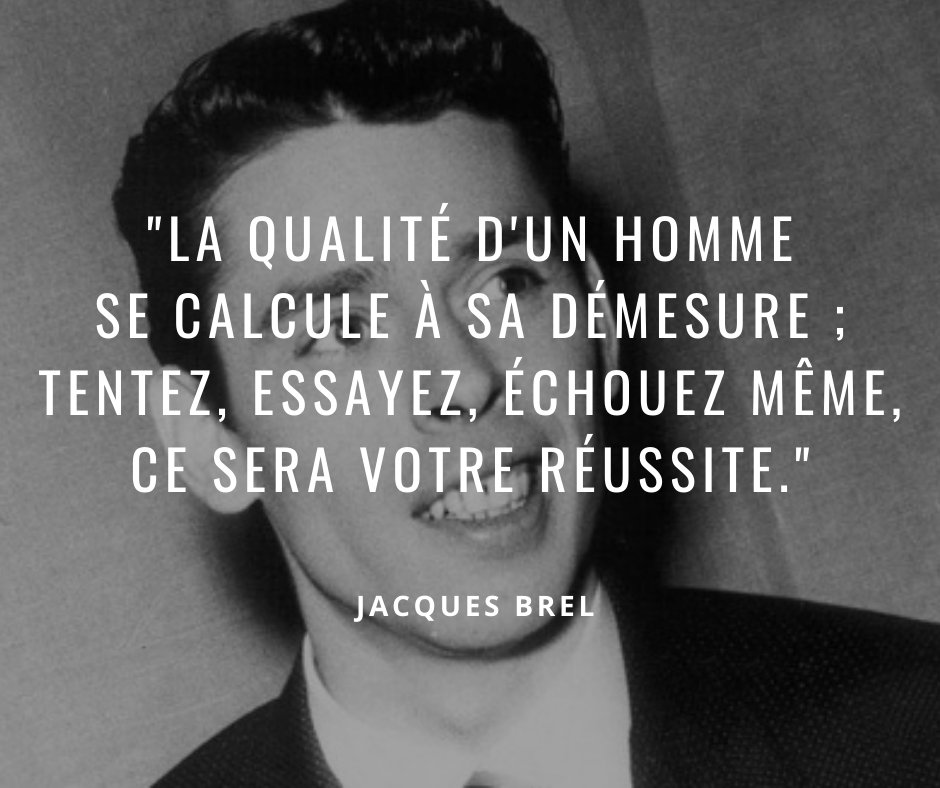 "LA QUALITÉ D'UN HOMME
SE CALCULE À SA DÉMESURE ;
TENTEZ, ESSAYEZ, ÉCHOUEZ MÊME,
CE SERA VOTRE RÉUSSITE."
JACQUES BREL